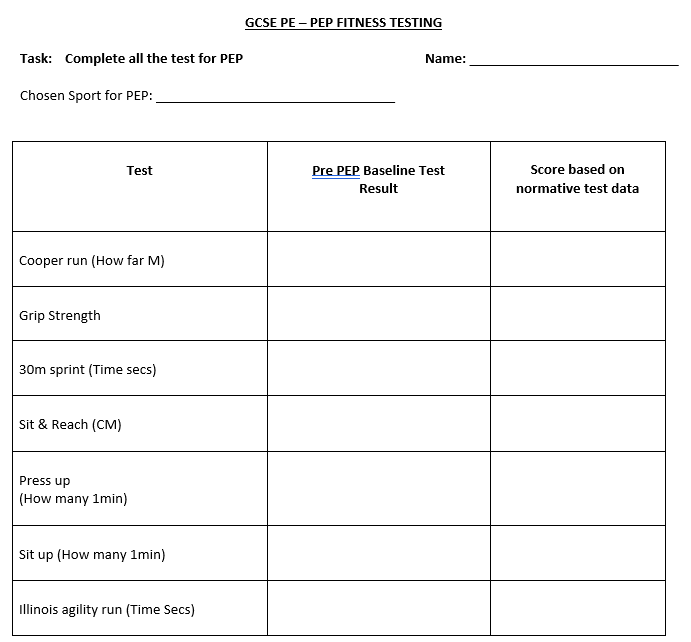 GCSE PE – PEP FITNESS TESTING
Task: Complete all the test for PEP
Name: ____________________________
Chosen Sport for PEP: ________________________________
Test
Pre PEP Baseline Test
Result
Score based on
normative test data
Cooper run (How far M)
Grip Strength
30m sprint (Time secs)
Sit & Reach (CM)
Press up
(How many 1min)
Sit up (How many 1min)
Illinois agility run (Time Secs)